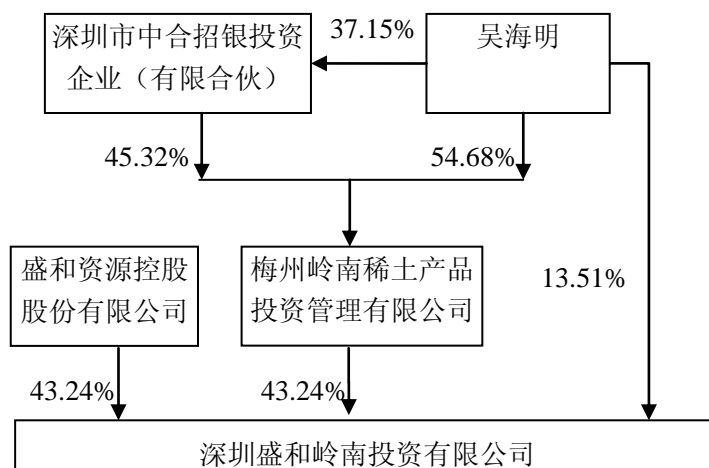 深圳市中合招银投资
企业（有限合伙）
37.15%
吴海明
45.32%
54.68%
盛和资源控股
股份有限公司
梅州岭南稀土产品
投资管理有限公司
13.51%
43.24%
43.24%
深圳盛和岭南投资有限公司